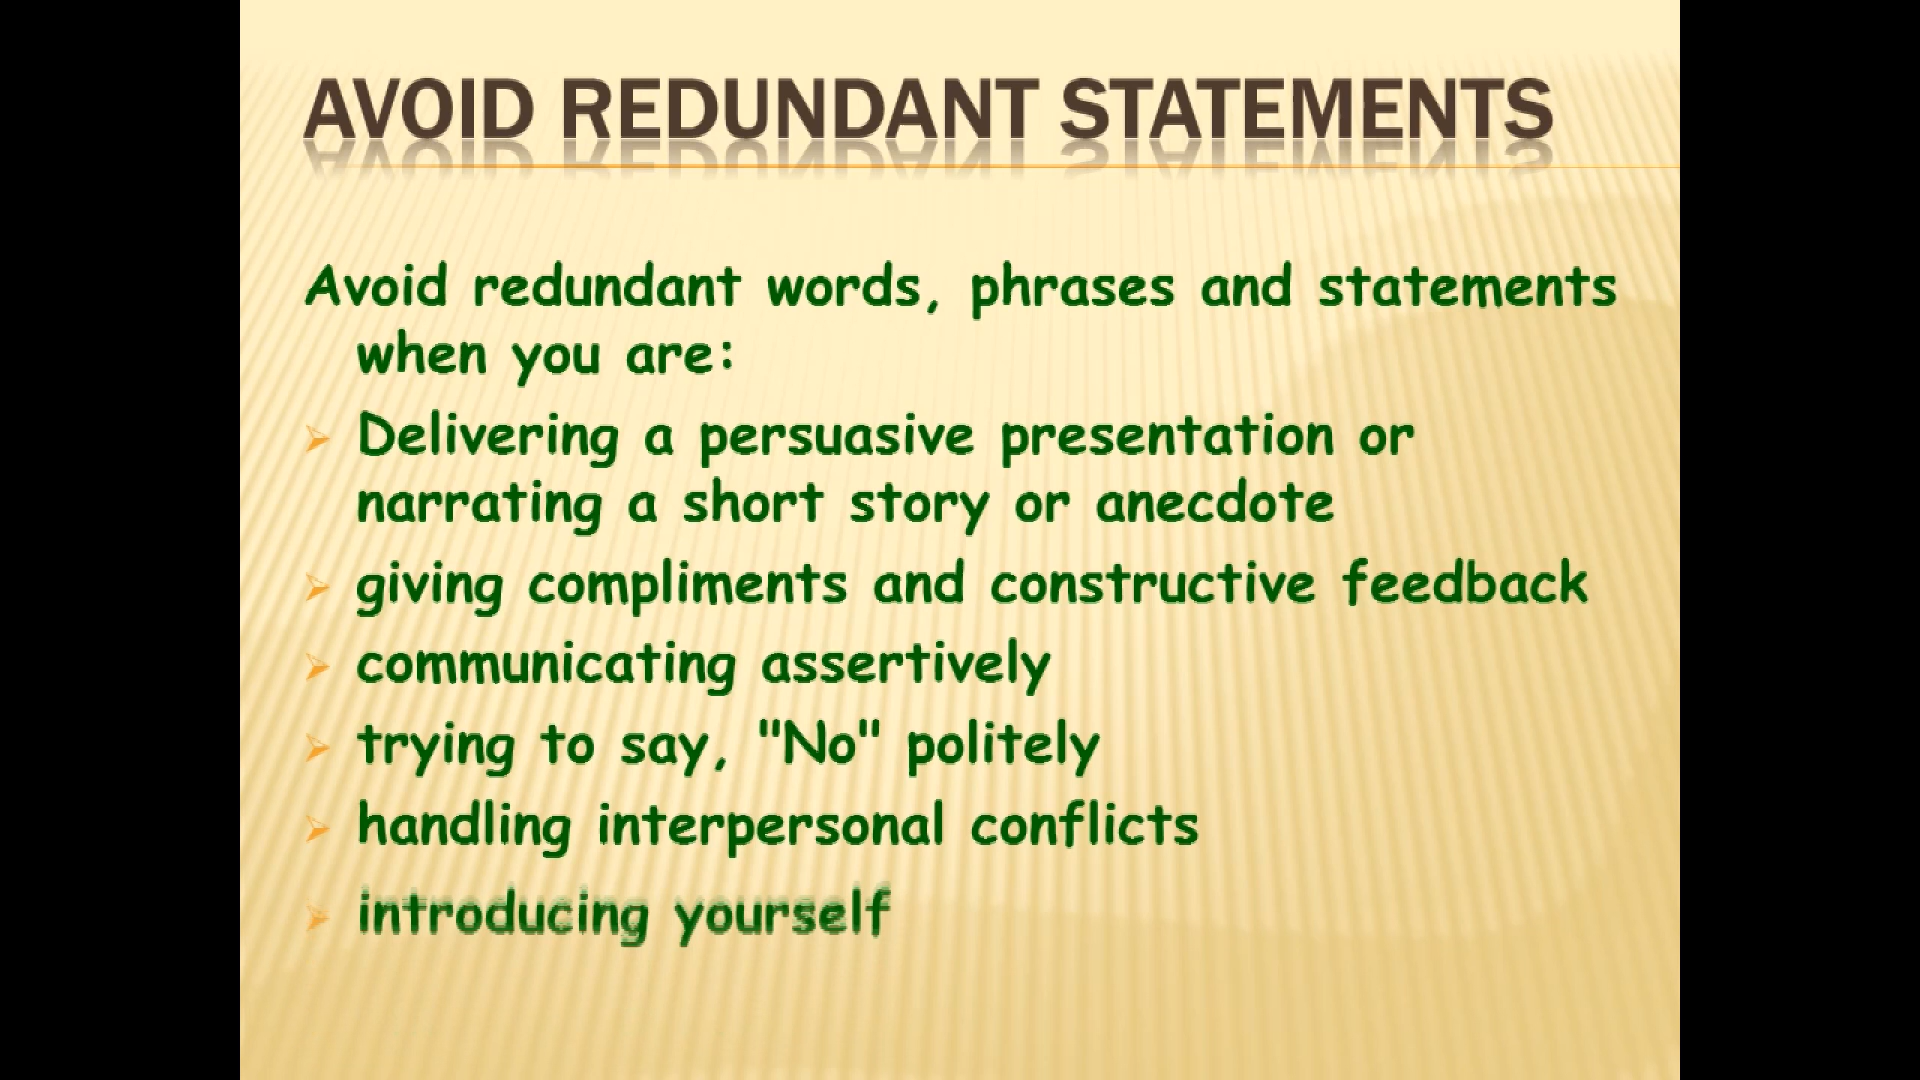 AVOID REDUNDANT STATEMENTS
Avoid redundant words, phrases and statements
when you are:
Delivering a persuasive presentation or
narrating a short story or anecdote
giving compliments and constructive feedback
communicating assertively
trying to say, "No" politely
handling interpersonal conflicts
introducing yourself